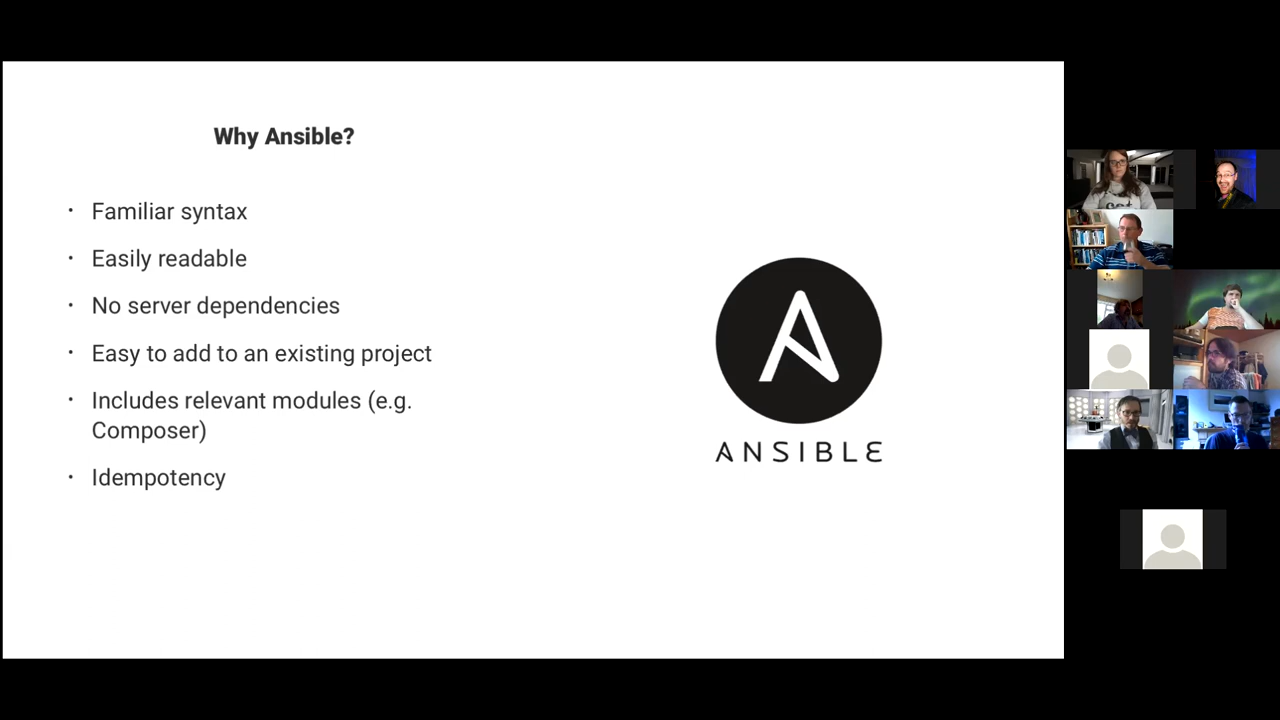 Why Ansible?
· Familiar syntax
· Easily readable
· No server dependencies
· Easy to add to an existing project
· Includes relevant modules (e.g.
Composer)
· Idempotency
ANSIBLE